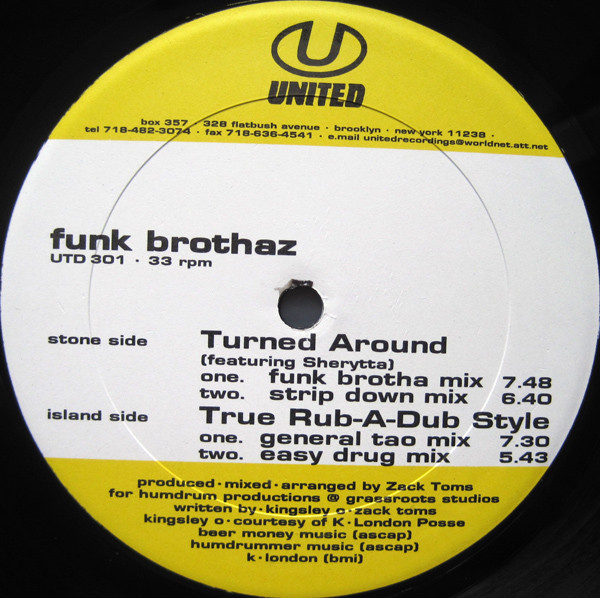 U
UNITED
box 357 · 328 flatbush avenue · brooklyn · new york 11238 ·
tel 718-482-3074 · fax 718-636-4541 · e.mail unitedrecordings@worldnet.att.net
funk brothaz
UTD 301 · 33 rpm
stone side Turned Around
(featuring Sherytta)
one. funk brotha mix 7.48
two. strip down mix 6.40
island side True Rub-A-Dub Style
one. general tao mix 7.30
two. easy drug mix 5.43
produced · mixed · arranged by Zack Toms
for humdrum productions @ grassroots studios
written by · kingsley o · zack toms
kingsley o · courtesy of K · London Posse
beer money music (ascap)
humdrummer music (ascap)
k · london (bmi)